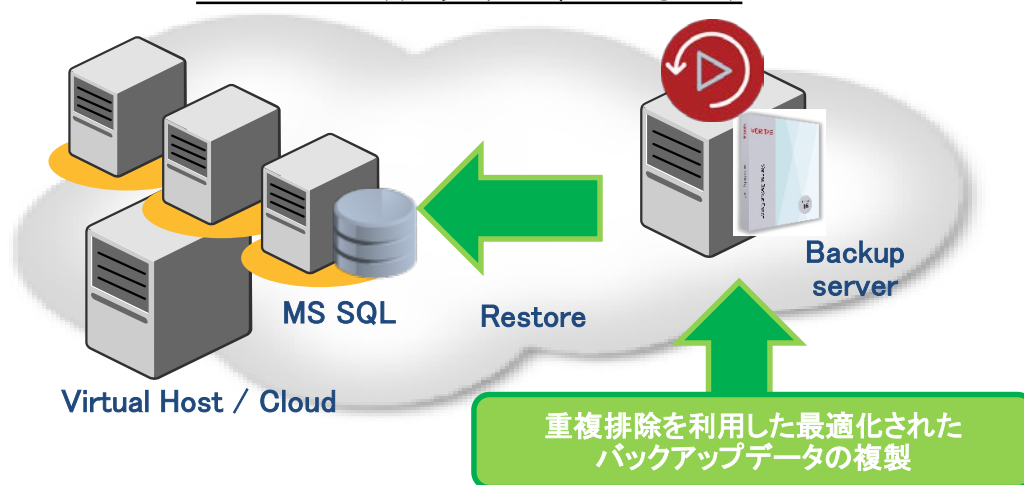 MS SQL
Restore
Backup
server
Virtual Host / Cloud
重複排除を利用した最適化された
バックアップデータの複製